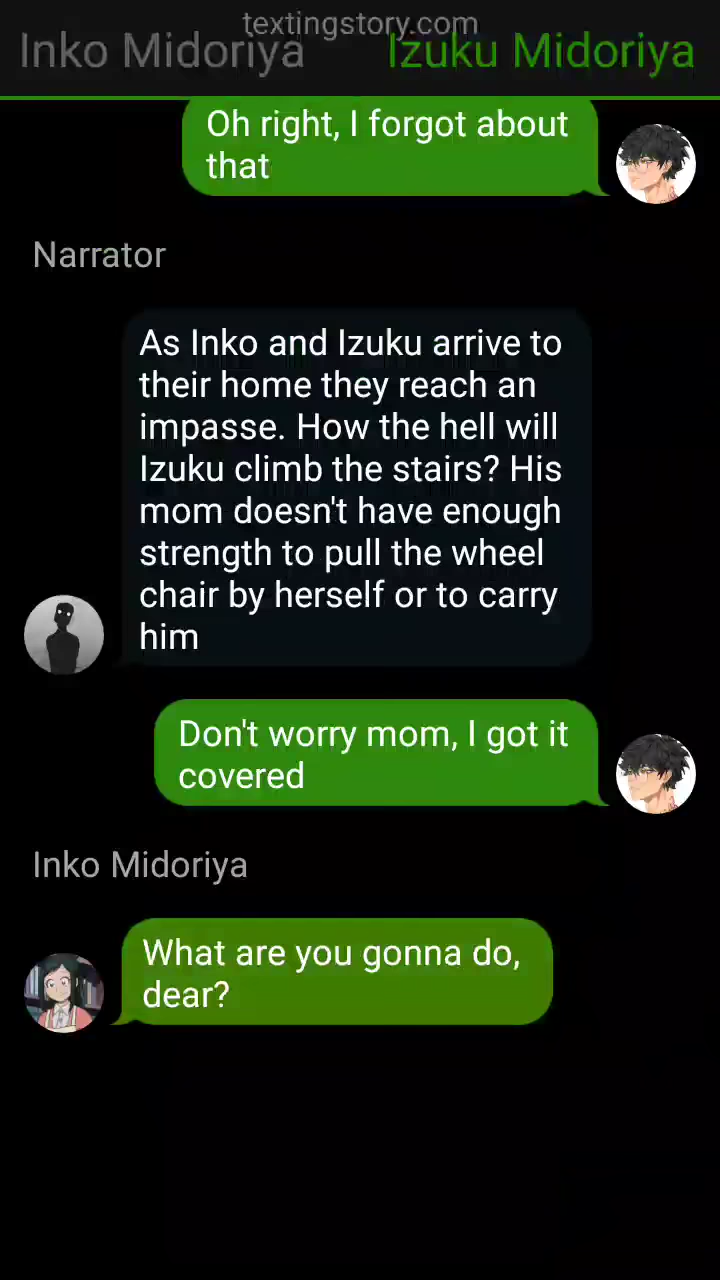 textingstory.com
Inko Midoriya
Izuku Midoriya
Oh right, I forgot about
that
Narrator
As Inko and Izuku arrive to
their home they reach an
impasse. How the hell will
Izuku climb the stairs? His
mom doesn't have enough
strength to pull the wheel
chair by herself or to carry
him
Don't worry mom, I got it
covered
Inko Midoriya
What are you gonna do,
dear?